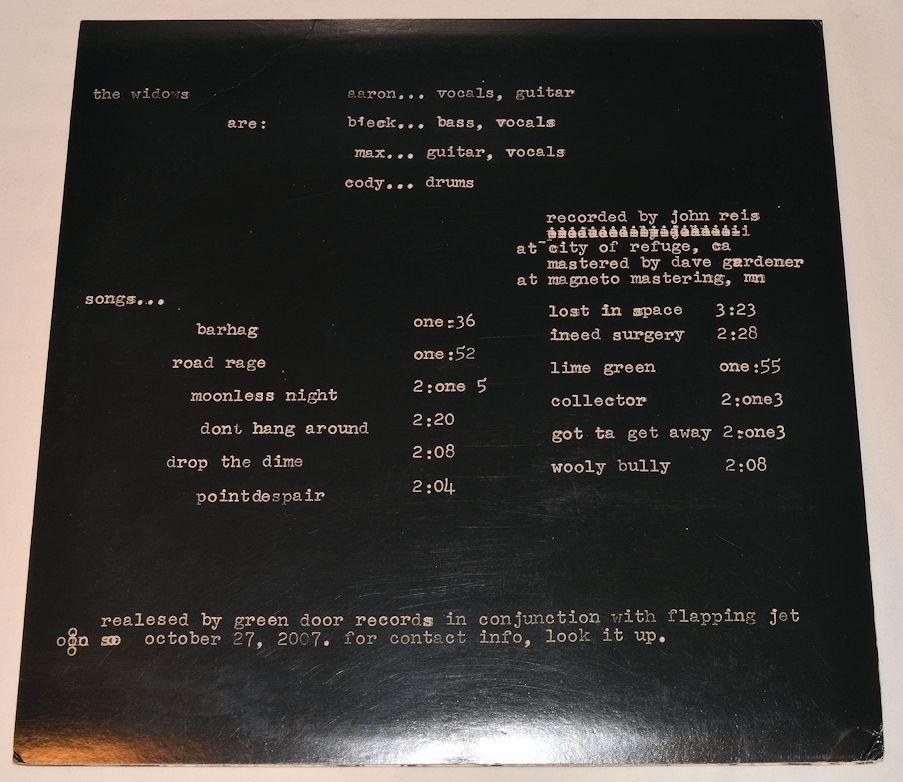 the widows
are:
aaron... vocals, guitar
bieck... bass, vocals
max... guitar, vocals
cody... drums
recorded by john reis
at city of refuge, ca
mastered by dave gardener
at magneto mastering, mn
songs...
barhag one:36
road rage one:52
moonless night 2:one 5
dont hang around 2:20
drop the dime 2:08
pointdespair 2:04
lost in space 3:23
ineed surgery 2:28
lime green one:55
collector 2:one3
got ta get away 2:one3
wooly bully 2:08
realesed by green door records in conjunction with flapping jet
october 27, 2007. for contact info, look it up.